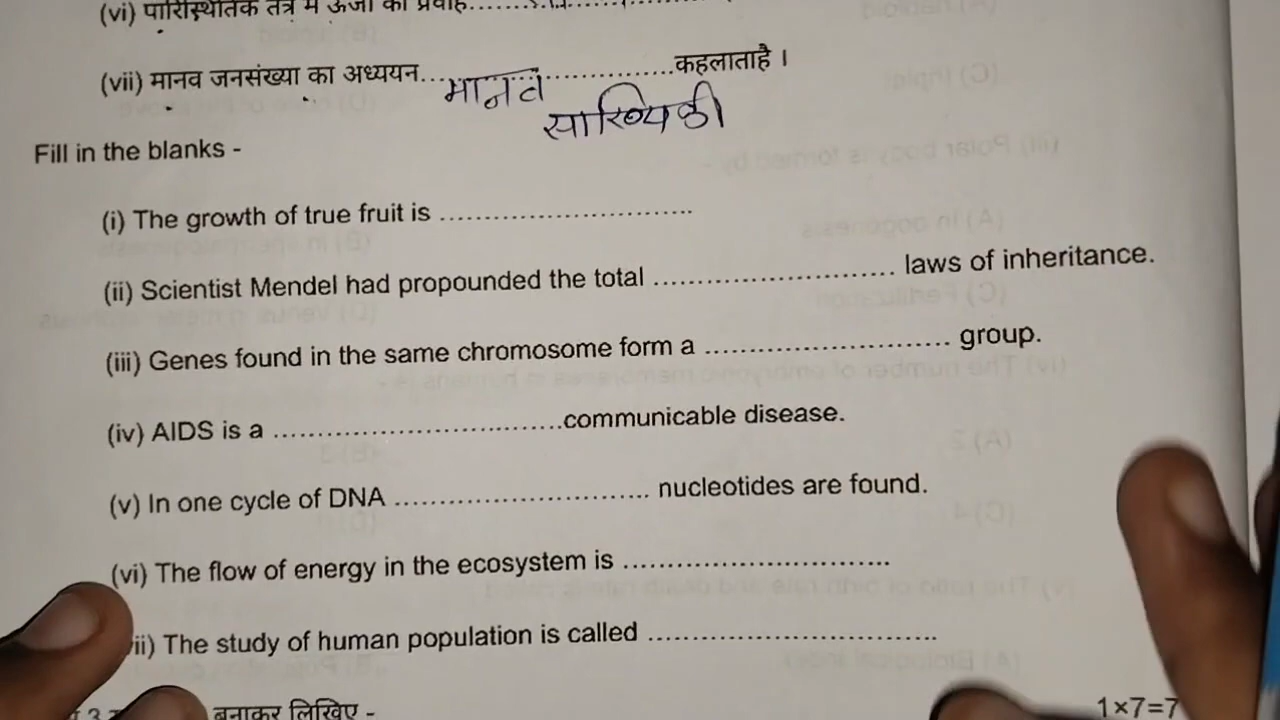 (vi) पारिस्थितिक तंत्र में ऊर्जा का प्रवाह
(vii) मानव जनसंख्या का अध्ययन.............................कहलाताहै ।
मानव
सांख्यिकी
Fill in the blanks -
(i) The growth of true fruit is .............................
(ii) Scientist Mendel had propounded the total ............................ laws of inheritance.
(iii) Genes found in the same chromosome form a ............................ group.
(iv) AIDS is a .................................communicable disease.
(v) In one cycle of DNA ............................. nucleotides are found.
(vi) The flow of energy in the ecosystem is ..............................
ii) The study of human population is called .................................
बनाकर लिखिए -
1×7=7